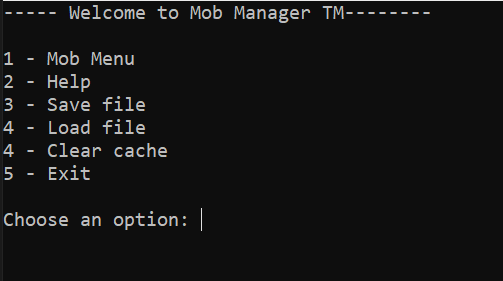 ----- Welcome to Mob Manager TM--------
1 - Mob Menu
2 - Help
3 - Save file
4 - Load file
4 - Clear cache
5 - Exit
Choose an option: